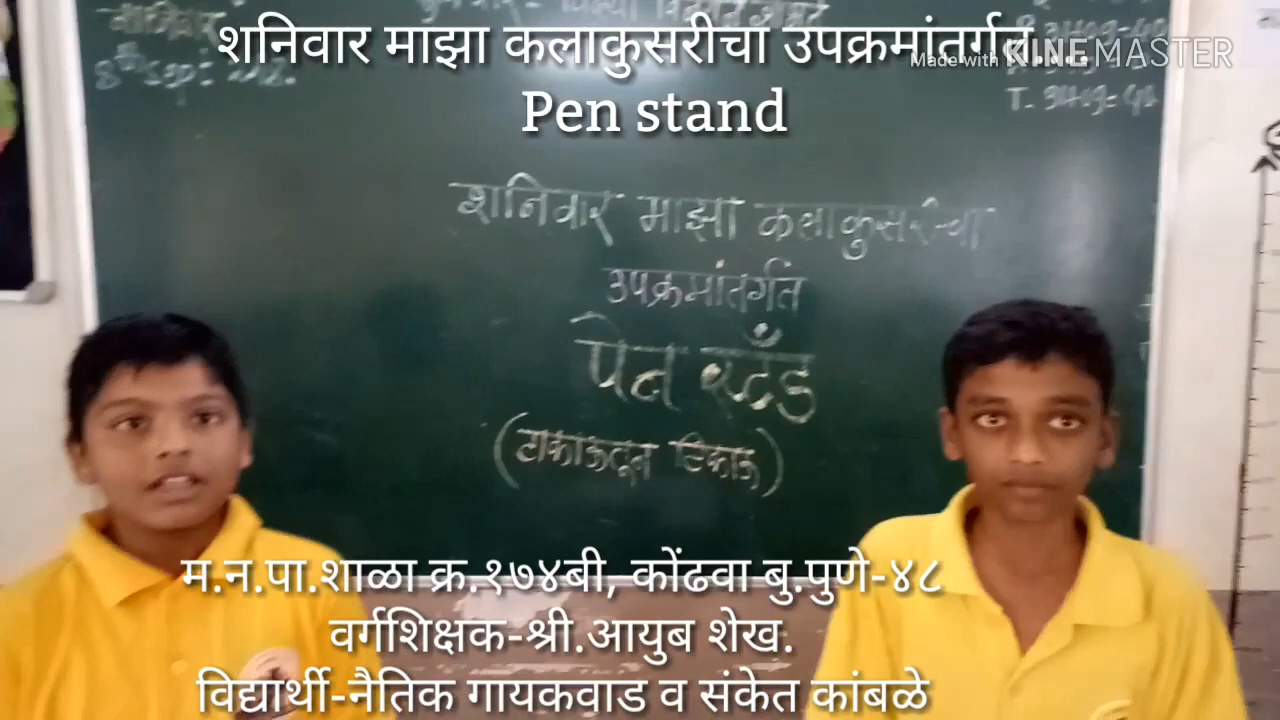 शनिवार माझा कलाकुसरीचा उपक्रमांतर्गत....
Made with KINEMASTER
Pen stand
शनिवार माझा कलाकुसरीचा
उपक्रमांतर्गत
पेन स्टँड
(टाकाऊतून टिकाऊ)
म.न.पा.शाळा क्र.१७४बी, कोंढवा बु.पुणे-४८
वर्गशिक्षक-श्री.आयुब शेख.
विद्यार्थी-नैतिक गायकवाड व संकेत कांबळे